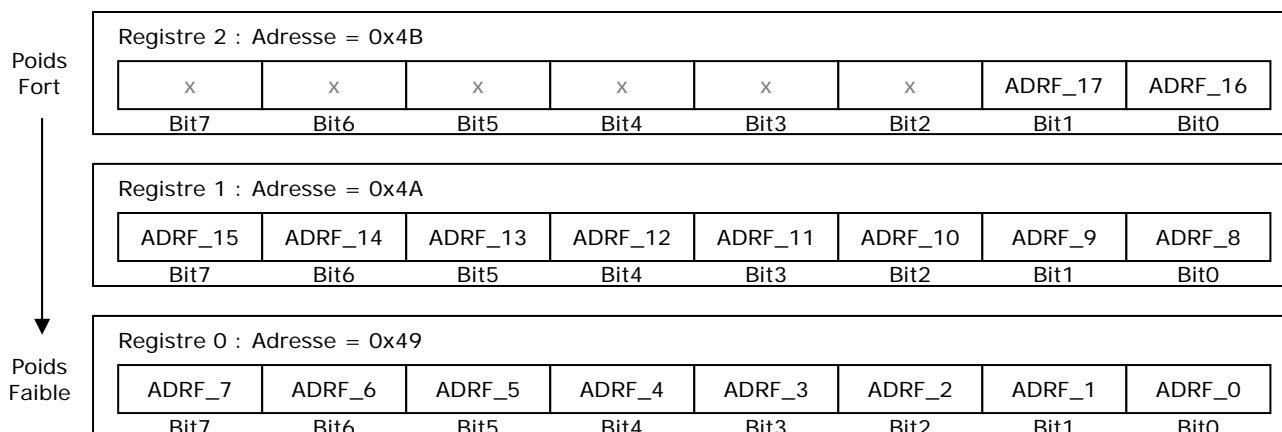 Poids
Fort
Registre 2 : Adresse = 0x4B
x x x x x x ADRF_17 ADRF_16
Bit7 Bit6 Bit5 Bit4 Bit3 Bit2 Bit1 Bit0
Registre 1 : Adresse = 0x4A
ADRF_15 ADRF_14 ADRF_13 ADRF_12 ADRF_11 ADRF_10 ADRF_9 ADRF_8
Bit7 Bit6 Bit5 Bit4 Bit3 Bit2 Bit1 Bit0
Poids
Faible
Registre 0 : Adresse = 0x49
ADRF_7 ADRF_6 ADRF_5 ADRF_4 ADRF_3 ADRF_2 ADRF_1 ADRF_0
Bit7 Bit6 Bit5 Bit4 Bit3 Bit2 Bit1 Bit0